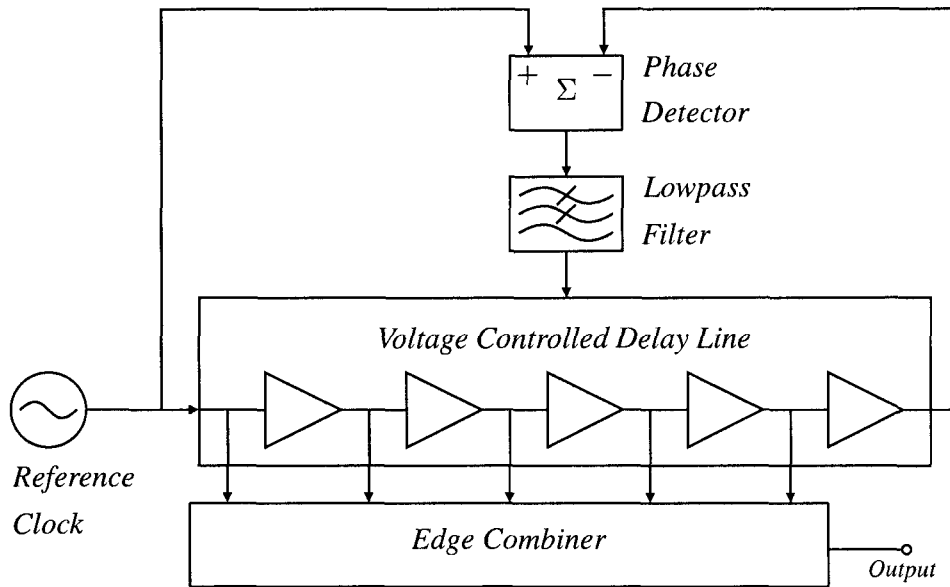 + Σ −
Phase
Detector
Lowpass
Filter
Voltage Controlled Delay Line
Reference
Clock
Edge Combiner
Output